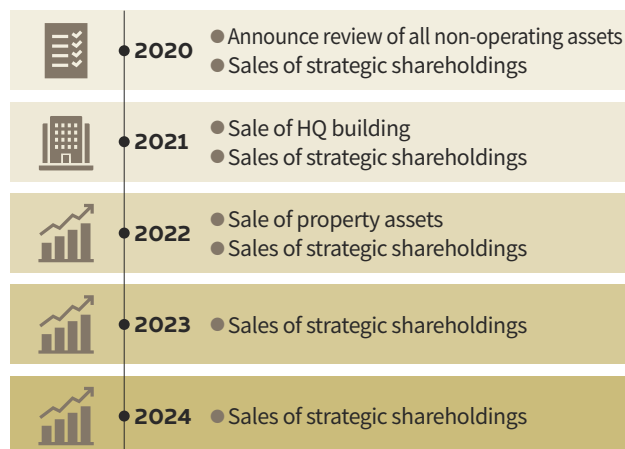 2020
● Announce review of all non-operating assets
● Sales of strategic shareholdings
2021
● Sale of HQ building
● Sales of strategic shareholdings
2022
● Sale of property assets
● Sales of strategic shareholdings
2023
● Sales of strategic shareholdings
2024
● Sales of strategic shareholdings